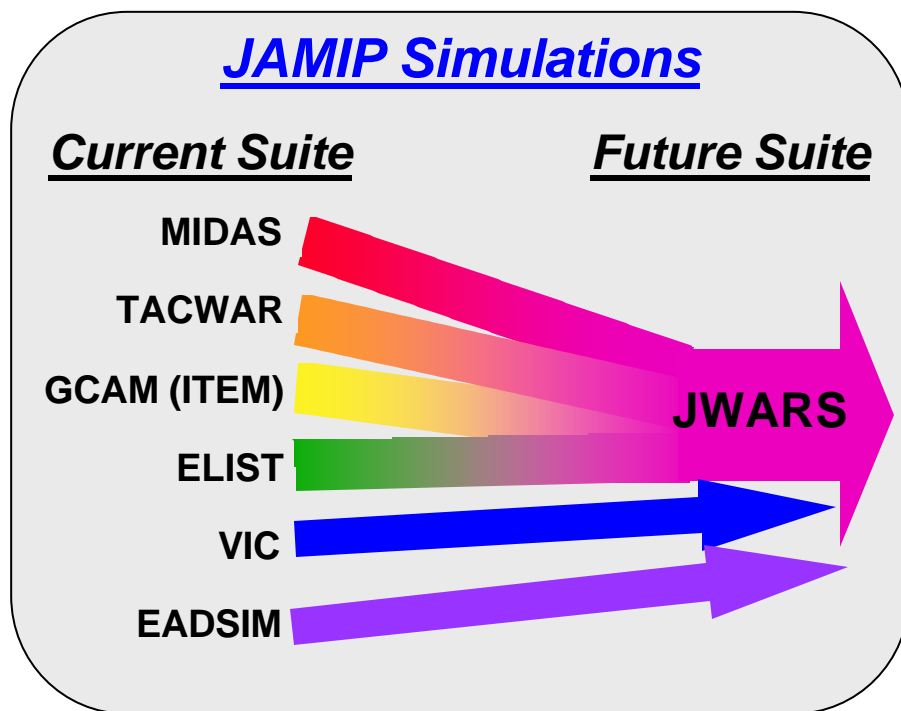 JAMIP Simulations
Current Suite
Future Suite
MIDAS
TACWAR
GCAM (ITEM)
ELIST
VIC
EADSIM
JWARS